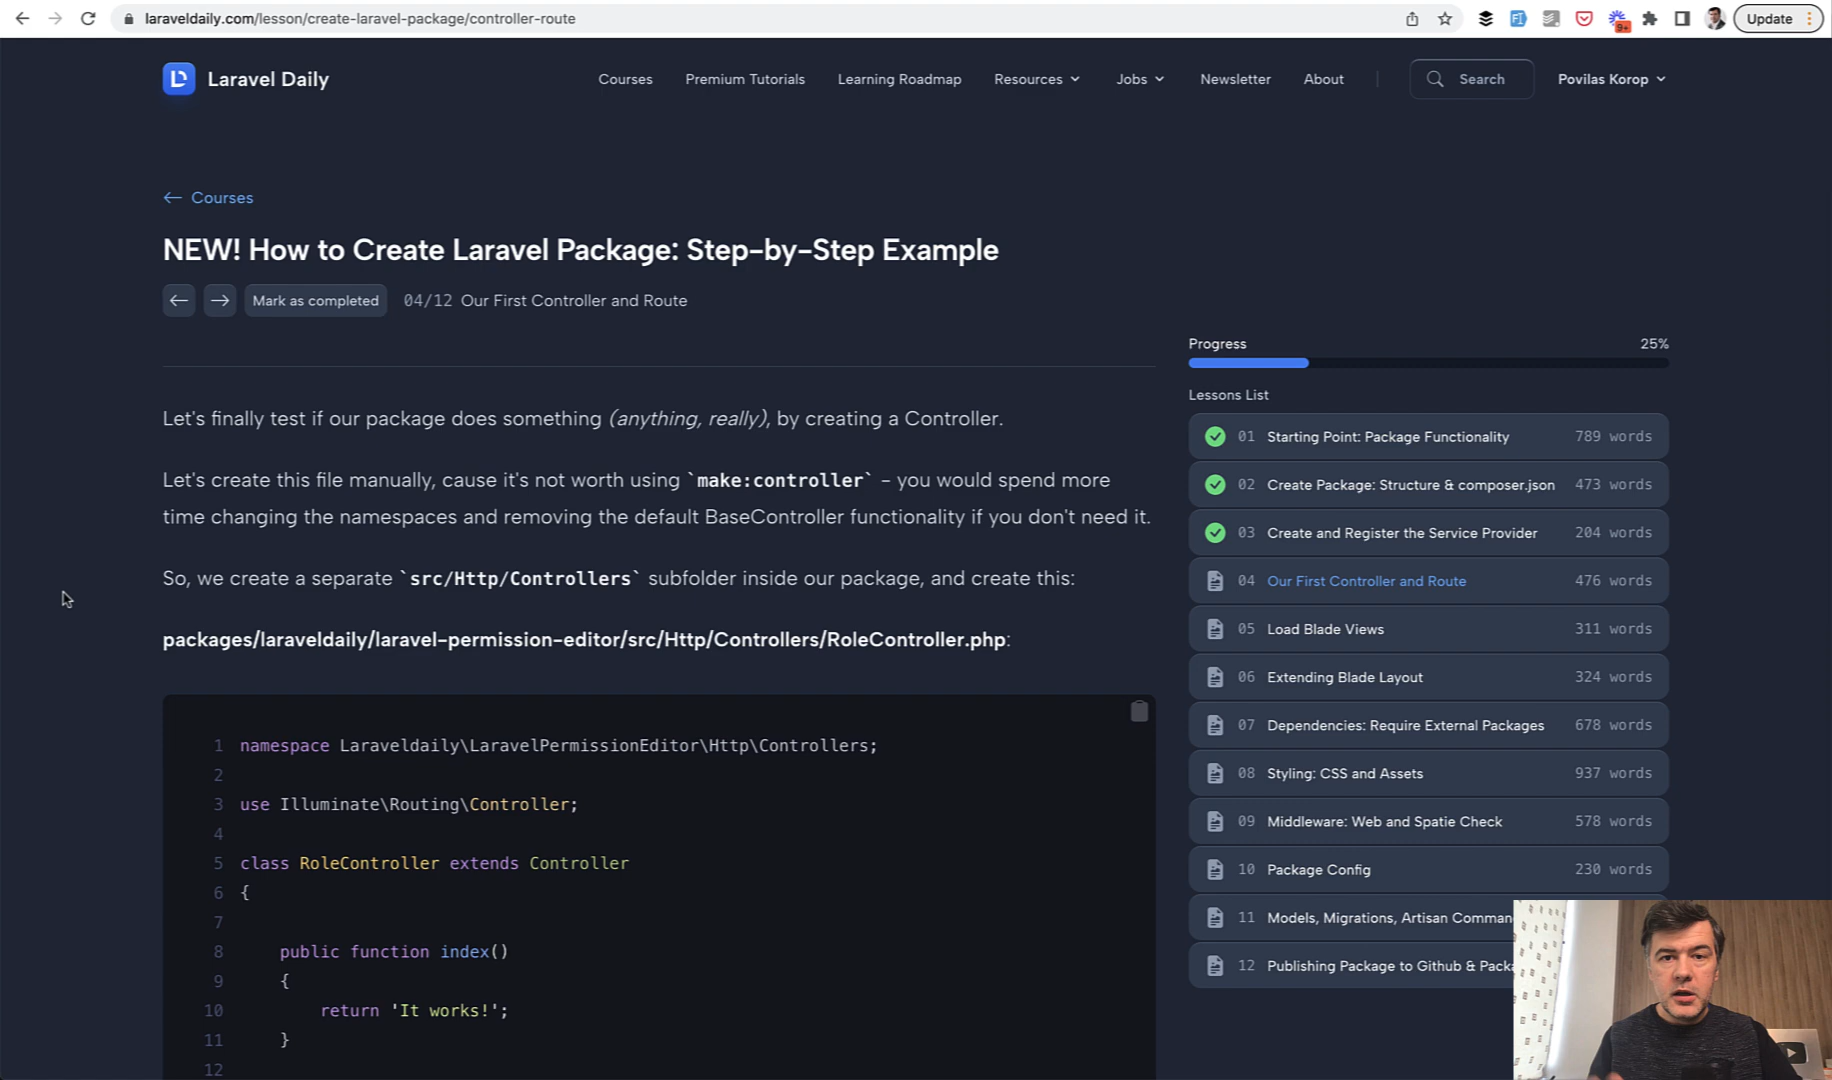 laraveldaily.com/lesson/create-laravel-package/controller-route
9+
Update
Laravel Daily
Courses
Premium Tutorials
Learning Roadmap
Resources
Jobs
Newsletter
About
Search
Povilas Korop
← Courses
NEW! How to Create Laravel Package: Step-by-Step Example
← → Mark as completed 04/12 Our First Controller and Route
Let's finally test if our package does something (anything, really), by creating a Controller.
Let's create this file manually, cause it's not worth using `make:controller` - you would spend more
time changing the namespaces and removing the default BaseController functionality if you don't need it.
So, we create a separate `src/Http/Controllers` subfolder inside our package, and create this:
packages/laraveldaily/laravel-permission-editor/src/Http/Controllers/RoleController.php:
1 namespace Laraveldaily\LaravelPermissionEditor\Http\Controllers;
2
3 use Illuminate\Routing\Controller;
4
5 class RoleController extends Controller
6 {
7
8 public function index()
9 {
10 return 'It works!';
11 }
12
Progress 25%
Lessons List
01 Starting Point: Package Functionality 789 words
02 Create Package: Structure & composer.json 473 words
03 Create and Register the Service Provider 204 words
04 Our First Controller and Route 476 words
05 Load Blade Views 311 words
06 Extending Blade Layout 324 words
07 Dependencies: Require External Packages 678 words
08 Styling: CSS and Assets 937 words
09 Middleware: Web and Spatie Check 578 words
10 Package Config 230 words
11 Models, Migrations, Artisan Comman
12 Publishing Package to Github & Pack